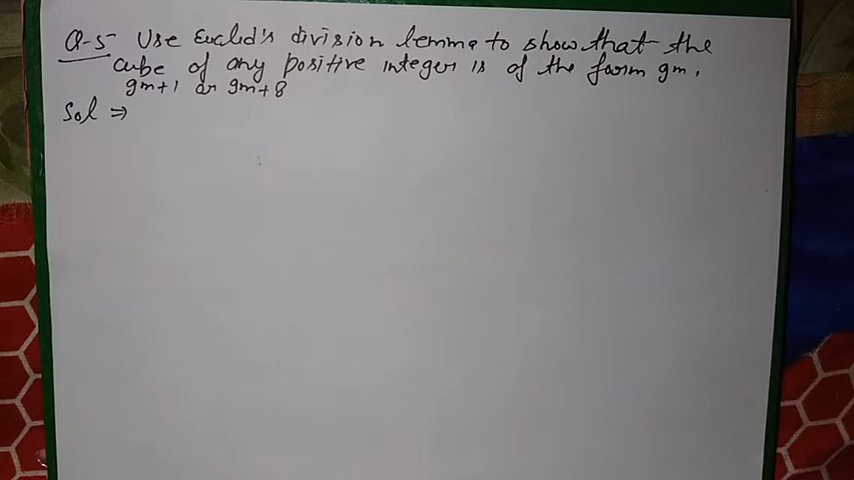 Q-5 Use Euclid's division lemma to show that the
cube of any positive integer is of the form 9m,
9m+1 or 9m+8
Sol ⇒